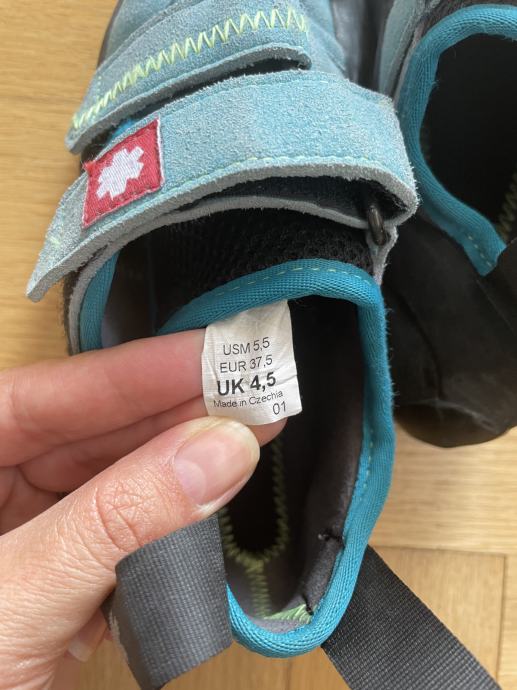 USM 5,5
EUR 37,5
UK 4,5
Made in Czechia
01